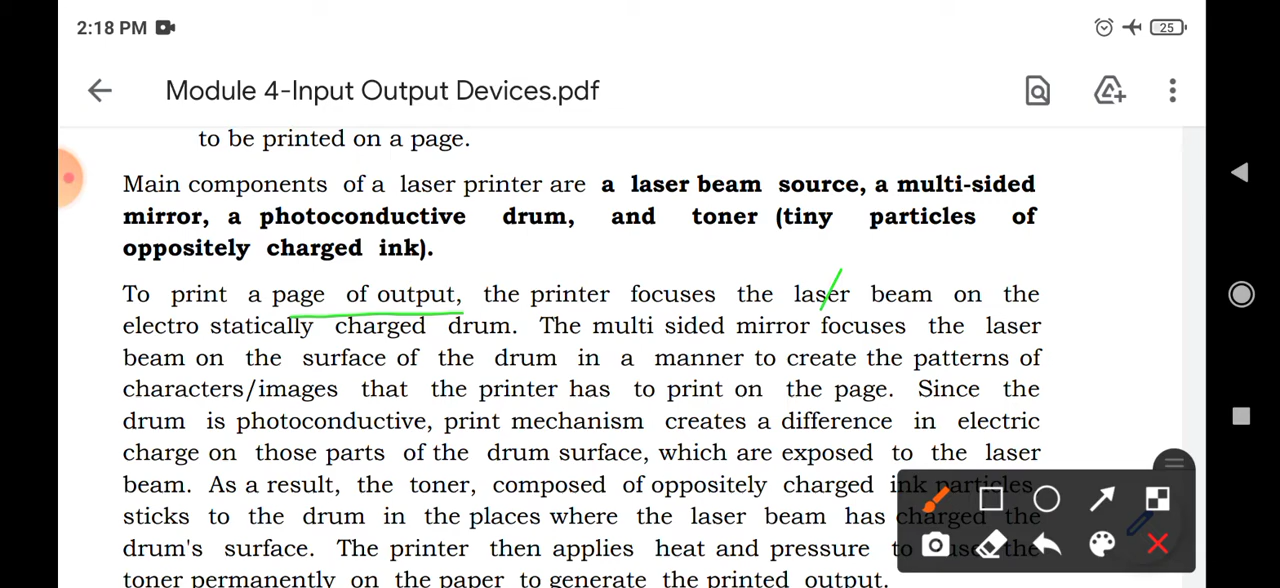 2:18 PM
25
Module 4-Input Output Devices.pdf
to be printed on a page.
Main components of a laser printer are a laser beam source, a multi-sided
mirror, a photoconductive drum, and toner (tiny particles of
oppositely charged ink).
To print a page of output, the printer focuses the laser beam on the
electro statically charged drum. The multi sided mirror focuses the laser
beam on the surface of the drum in a manner to create the patterns of
characters/images that the printer has to print on the page. Since the
drum is photoconductive, print mechanism creates a difference in electric
charge on those parts of the drum surface, which are exposed to the laser
beam. As a result, the toner, composed of oppositely charged ink particles,
sticks to the drum in the places where the laser beam has charged the
drum's surface. The printer then applies heat and pressure to the
toner permanently on the paper to generate the printed output.